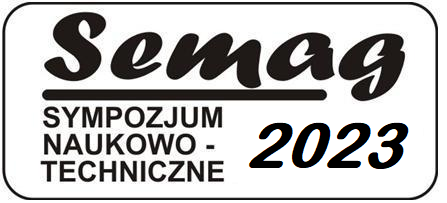 Semag
SYMPOZJUM
NAUKOWO -
TECHNICZNE
2023